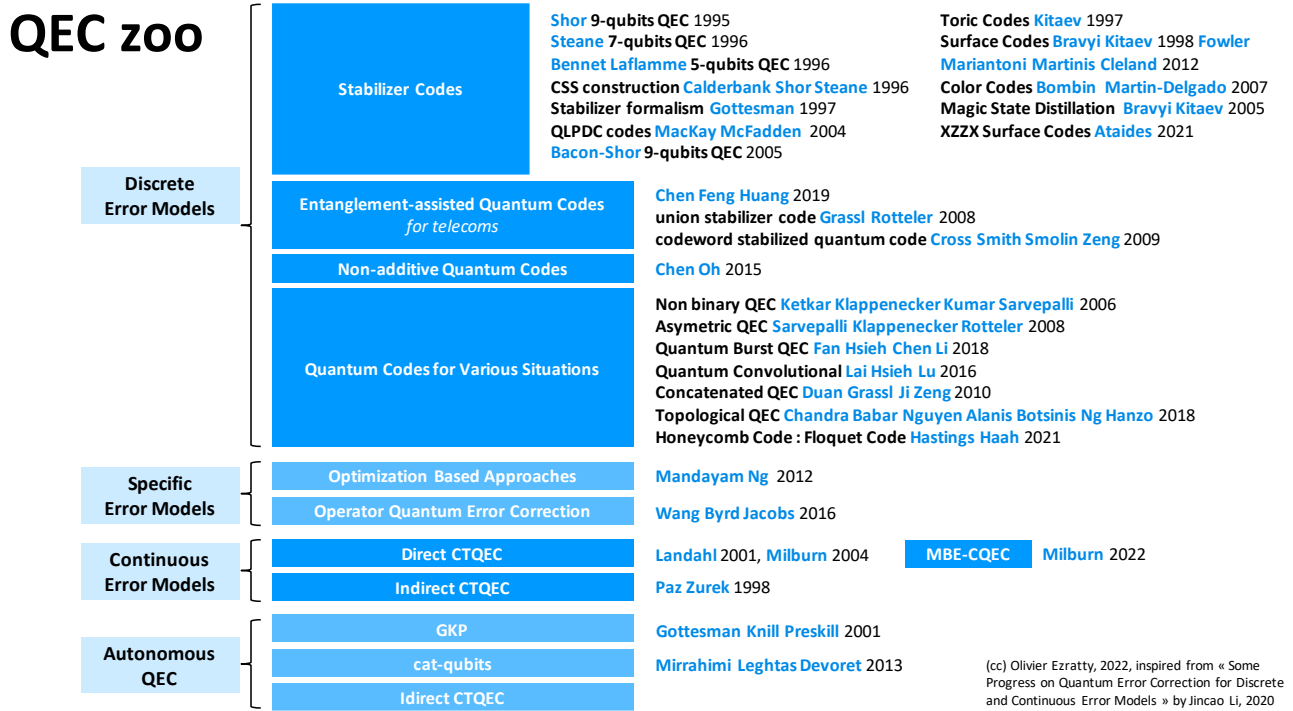 QEC zoo
Discrete
Error Models
Stabilizer Codes
Shor 9-qubits QEC 1995
Steane 7-qubits QEC 1996
Bennet Laflamme 5-qubits QEC 1996
CSS construction Calderbank Shor Steane 1996
Stabilizer formalism Gottesman 1997
QLPDC codes MacKay McFadden 2004
Bacon-Shor 9-qubits QEC 2005
Toric Codes Kitaev 1997
Surface Codes Bravyi Kitaev 1998 Fowler
Mariantoni Martinis Cleland 2012
Color Codes Bombin Martin-Delgado 2007
Magic State Distillation Bravyi Kitaev 2005
XZZX Surface Codes Ataides 2021
Entanglement-assisted Quantum Codes
for telecoms
Chen Feng Huang 2019
union stabilizer code Grassl Rotteler 2008
codeword stabilized quantum code Cross Smith Smolin Zeng 2009
Non-additive Quantum Codes
Chen Oh 2015
Quantum Codes for Various Situations
Non binary QEC Ketkar Klappenecker Kumar Sarvepalli 2006
Asymetric QEC Sarvepalli Klappenecker Rotteler 2008
Quantum Burst QEC Fan Hsieh Chen Li 2018
Quantum Convolutional Lai Hsieh Lu 2016
Concatenated QEC Duan Grassl Ji Zeng 2010
Topological QEC Chandra Babar Nguyen Alanis Botsinis Ng Hanzo 2018
Honeycomb Code : Floquet Code Hastings Haah 2021
Specific
Error Models
Optimization Based Approaches
Mandayam Ng 2012
Operator Quantum Error Correction
Wang Byrd Jacobs 2016
Continuous
Error Models
Direct CTQEC
Landahl 2001, Milburn 2004
MBE-CQEC
Milburn 2022
Indirect CTQEC
Paz Zurek 1998
Autonomous
QEC
GKP
Gottesman Knill Preskill 2001
cat-qubits
Mirrahimi Leghtas Devoret 2013
Idirect CTQEC
(cc) Olivier Ezratty, 2022, inspired from « Some
Progress on Quantum Error Correction for Discrete
and Continuous Error Models » by Jincao Li, 2020